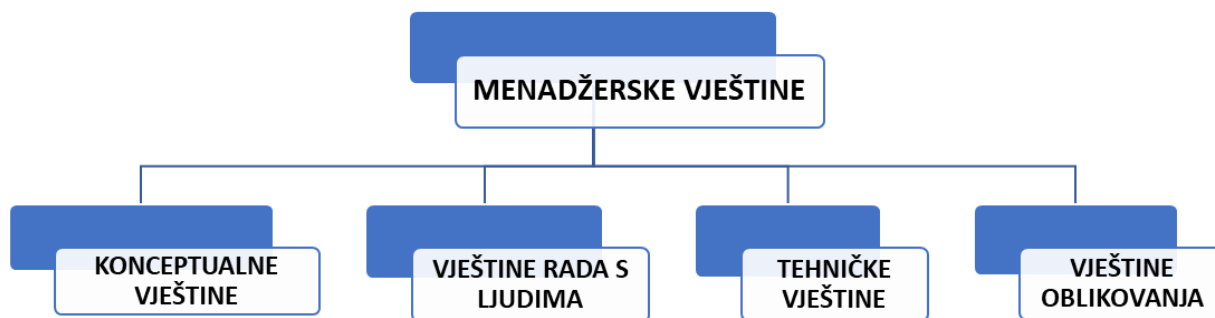 MENADŽERSKE VJEŠTINE
KONCEPTUALNE
VJEŠTINE
VJEŠTINE RADA S
LJUDIMA
TEHNIČKE
VJEŠTINE
VJEŠTINE
OBLIKOVANJA